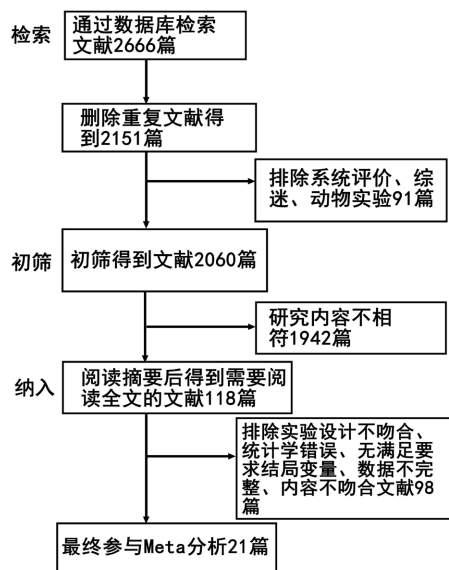 检索
通过数据库检索
文献2666篇
删除重复文献得
到2151篇
排除系统评价、综
迷、动物实验91篇
初筛
初筛得到文献2060篇
研究内容不相
符1942篇
纳入
阅读摘要后得到需要阅
读全文的文献118篇
排除实验设计不吻合、
统计学错误、无满足要
求结局变量、数据不完
整、内容不吻合文献98
篇
最终参与Meta分析21篇